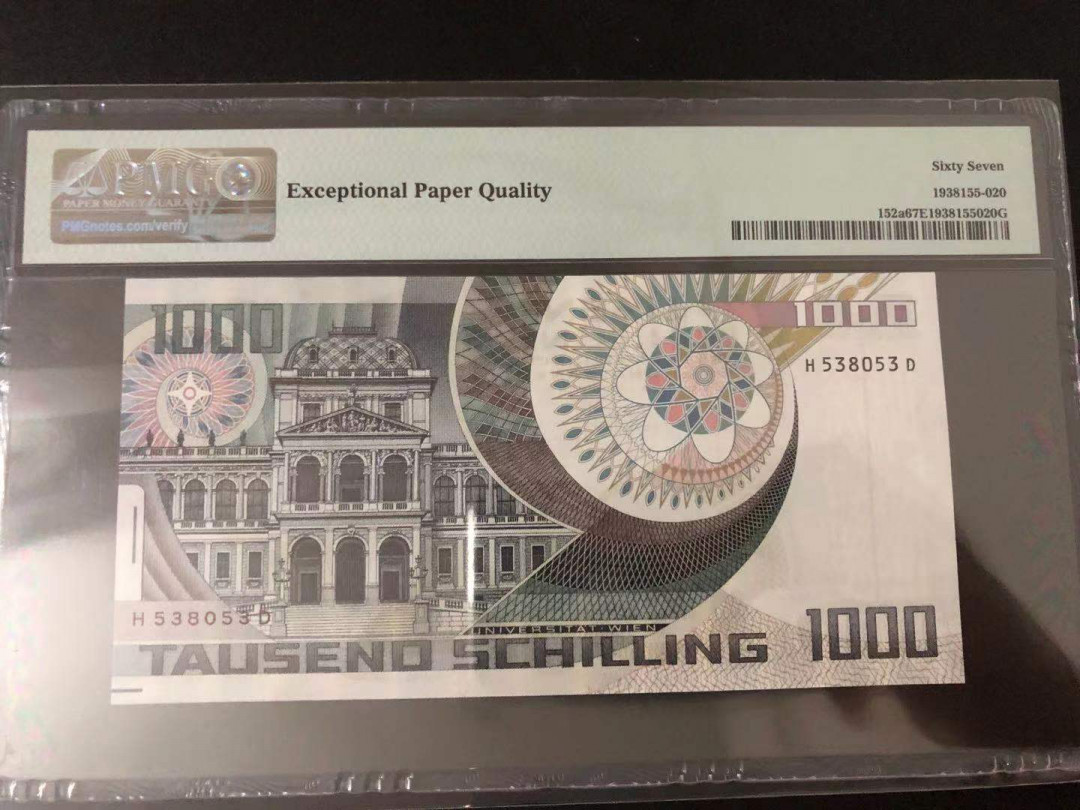 PMG
PAPER MONEY GUARANTY
PMGnotes.com/verify
Exceptional Paper Quality
Sixty Seven
1938155-020
152a67E1938155020G
1000
1000
H 538053 D
H 538053 D
UNIVERSITÄT WIEN
TAUSEND SCHILLING 1000